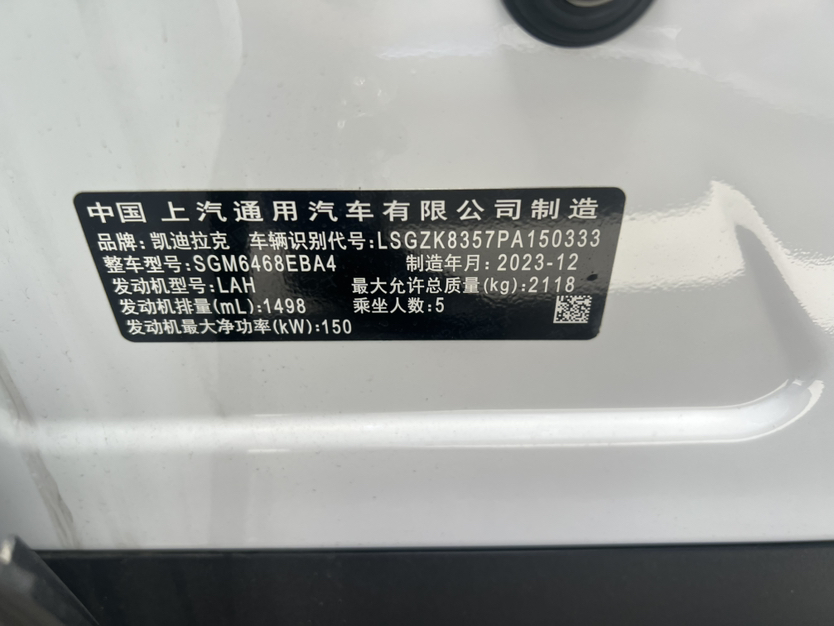 中国 上汽通用汽车有限公司制造
品牌: 凯迪拉克 车辆识别代号:LSGZK8357PA150333
整车型号:SGM6468EBA4 制造年月: 2023-12
发动机型号:LAH 最大允许总质量(kg):2118
发动机排量(mL):1498 乘坐人数:5
发动机最大净功率(kW):150